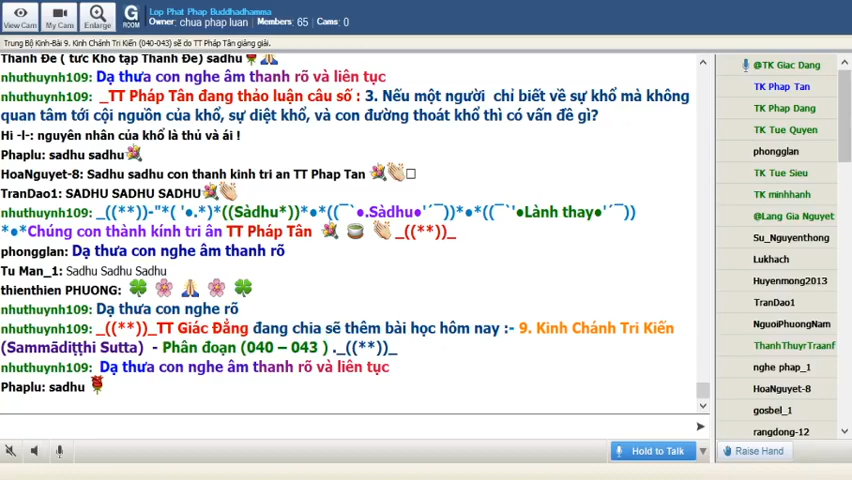 Lop Phat Phap Buddhadhamma
Owner: chua phap luan Members: 65 Cams: 0
View Cam My Cam Enlarge G ROOM
Trung Bộ Kinh-Bài 9. Kinh Chánh Tri Kiến (040-043) sẽ do TT Pháp Tân giảng giải.
Thanh Đề ( tức Kho tập Thanh Đề) sadhu
nhuthuynh109: Dạ thưa con nghe âm thanh rõ và liên tục
nhuthuynh109: _TT Pháp Tân đang thảo luận câu số : 3. Nếu một người chỉ biết về sự khổ mà không
quan tâm tới cội nguồn của khổ, sự diệt khổ, và con đường thoát khổ thì có vấn đề gì?
Hi -l-: nguyên nhân của khổ là thủ và ái !
Phaplu: sadhu sadhu
HoaNguyet-8: Sadhu sadhu con thanh kinh tri an TT Phap Tan
TranDao1: SADHU SADHU SADHU
nhuthuynh109: _((**))-"*( '●.*)*((Sàdhu*))*●*((¯`●.Sàdhu●'´¯))*●*((¯`'●Lành thay●'´¯))
*●*Chúng con thành kính tri ân TT Pháp Tân _((**))_
phongglan: Dạ thưa con nghe âm thanh rõ
Tu Man_1: Sadhu Sadhu Sadhu
thienthien PHUONG:
nhuthuynh109: Dạ thưa con nghe rõ
nhuthuynh109: _((**))_TT Giác Đẳng đang chia sẽ thêm bài học hôm nay :- 9. Kinh Chánh Tri Kiến
(Sammādiṭṭhi Sutta) - Phân đoạn (040 – 043 ) ._((**))_
nhuthuynh109: Dạ thưa con nghe âm thanh rõ và liên tục
Phaplu: sadhu
Hold to Talk
@TK Giac Dang
TK Phap Tan
TK Phap Dang
TK Tue Quyen
phongglan
TK Tue Sieu
TK minhhanh
@Lang Gia Nguyet
Su_Nguyenthong
Lukhach
Huyenmong2013
TranDao1
NguoiPhuongNam
ThanhThuyrTraanf
nghe phap_1
HoaNguyet-8
gosbel_1
rangdong-12
Raise Hand